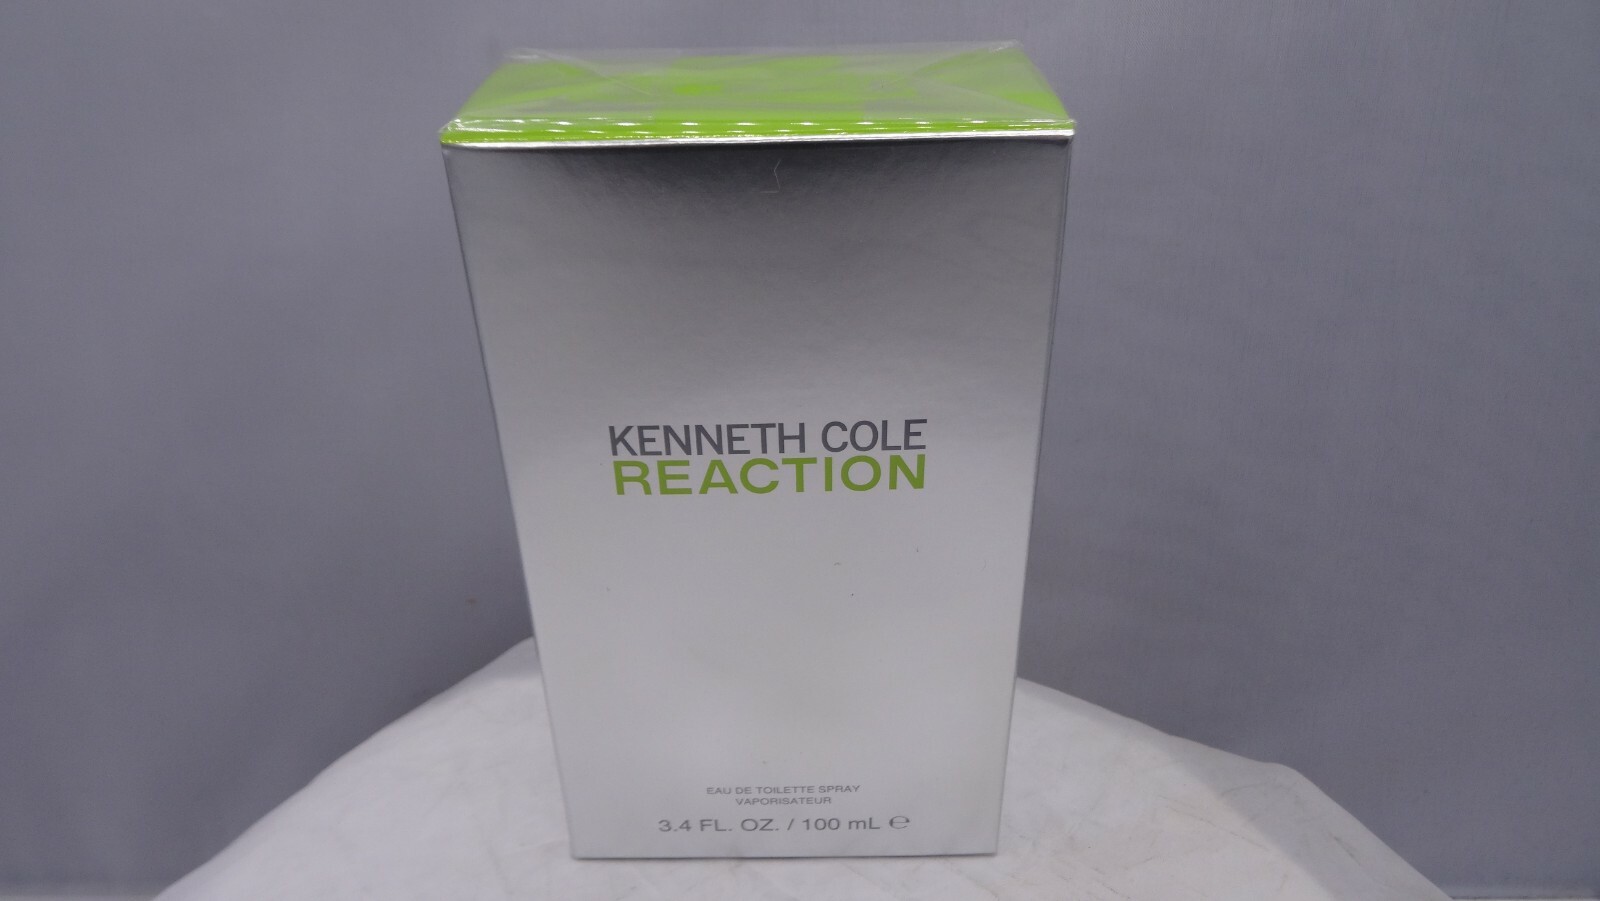 KENNETH COLE
REACTION
EAU DE TOILETTE SPRAY
VAPORISATEUR
3.4 FL. OZ. / 100 mL ℮